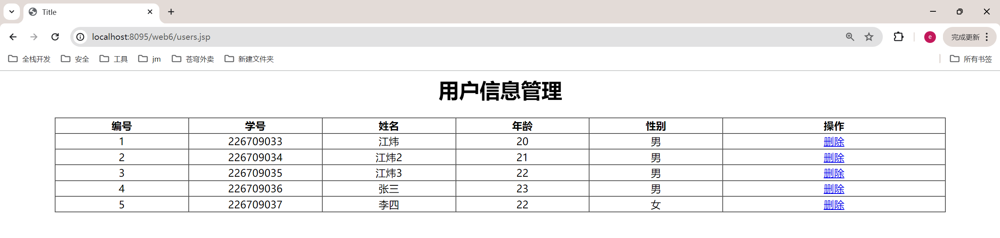 Title
localhost:8095/web6/users.jsp
e
完成更新
全栈开发 安全 工具 jm 苍穹外卖 新建文件夹 所有书签
用户信息管理
编号 学号 姓名 年龄 性别 操作
1 226709033 江炜 20 男 删除
2 226709034 江炜2 21 男 删除
3 226709035 江炜3 22 男 删除
4 226709036 张三 23 男 删除
5 226709037 李四 22 女 删除